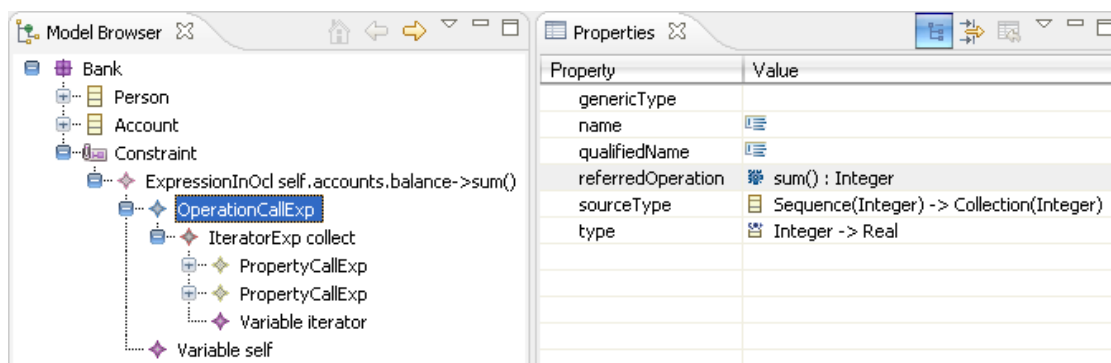 Model Browser
Bank
Person
Account
Constraint
ExpressionInOcl self.accounts.balance->sum()
OperationCallExp
IteratorExp collect
PropertyCallExp
PropertyCallExp
Variable iterator
Variable self
Properties
Property Value
genericType
name
qualifiedName
referredOperation sum() : Integer
sourceType Sequence(Integer) -> Collection(Integer)
type Integer -> Real